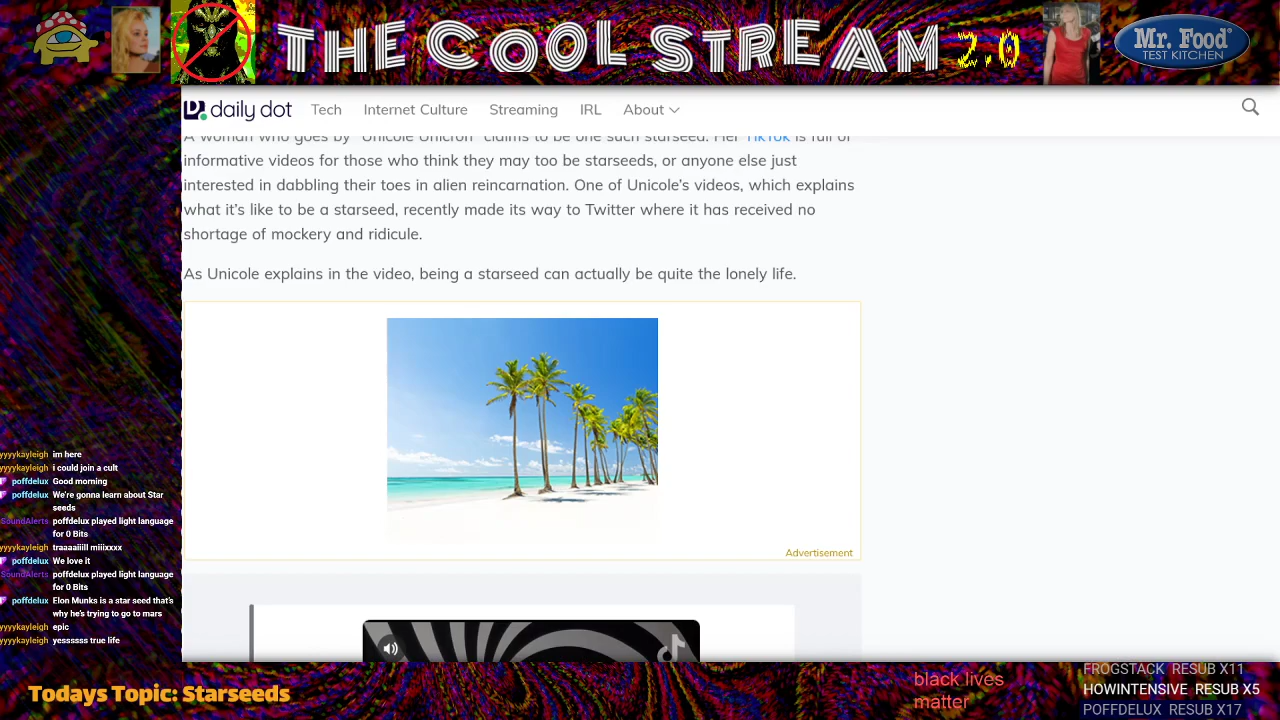 THE COOL STREAM 2.0
Mr. Food®
TEST KITCHEN
daily dot
Tech
Internet Culture
Streaming
IRL
About
A woman who goes by “Unicole Unicron” claims to be one such starseed. Her TikTok is full of
informative videos for those who think they may too be starseeds, or anyone else just
interested in dabbling their toes in alien reincarnation. One of Unicole’s videos, which explains
what it’s like to be a starseed, recently made its way to Twitter where it has received no
shortage of mockery and ridicule.
As Unicole explains in the video, being a starseed can actually be quite the lonely life.
Advertisement
yyyykayleigh im here
yyyykayleigh i could join a cult
poffdelux Good morning
poffdelux We're gonna learn about Star
seeds
SoundAlerts poffdelux played light language
for 0 Bits
yyyykayleigh traaaaiiill miiixxxx
poffdelux We love it
SoundAlerts poffdelux played light language
for 0 Bits
poffdelux Elon Munks is a star seed that's
why he's trying to go to mars
yyyykayleigh epic
yyyykayleigh yessssss true life
Todays Topic: Starseeds
black lives
matter
FROGSTACK RESUB X11
HOWINTENSIVE RESUB X5
POFFDELUX RESUB X17